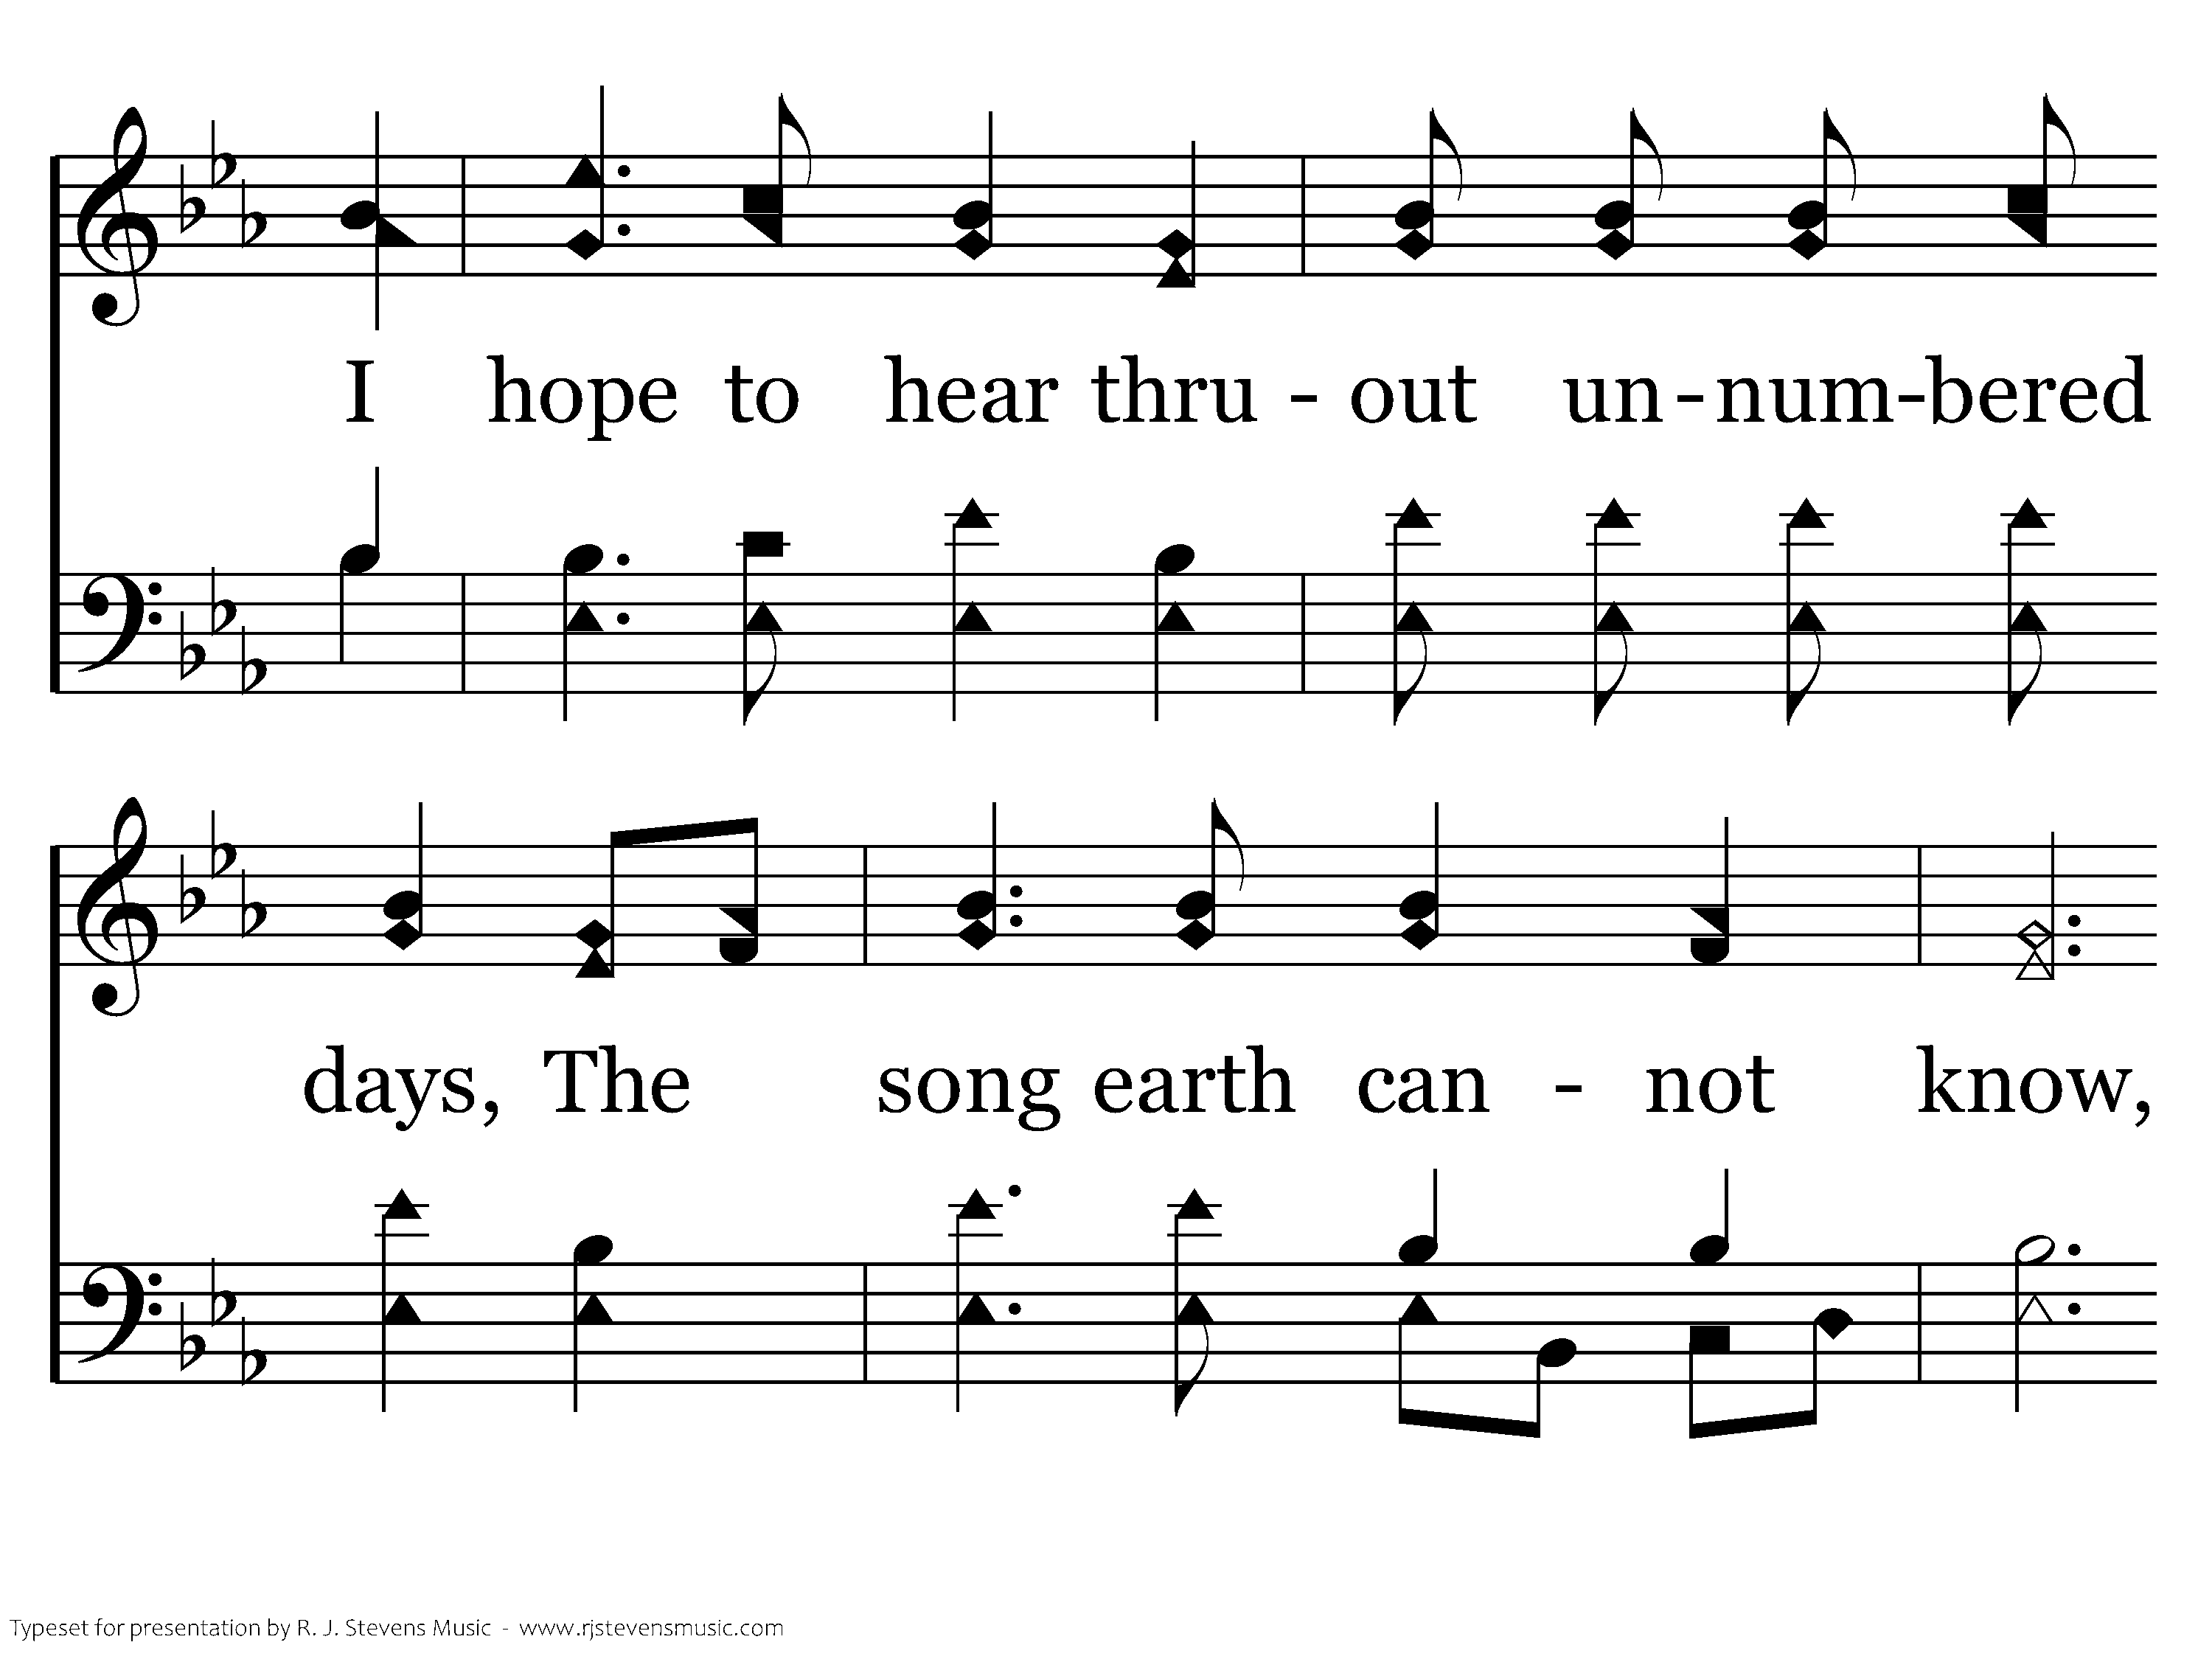 I hope to hear thru - out un - num - bered
days, The song earth can - not know,
Typeset for presentation by R. J. Stevens Music - www.rjstevensmusic.com